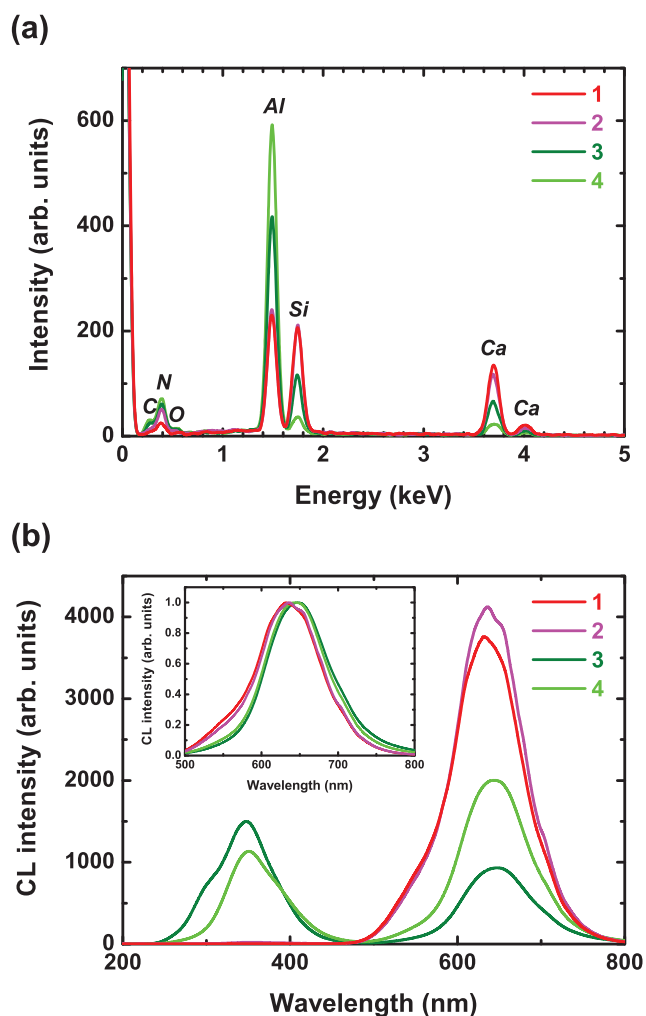 (a)
Intensity (arb. units)
600
400
200
0
Al
Si
N
C
O
Ca
Ca
1
2
3
4
0 1 2 3 4 5
Energy (keV)
(b)
CL intensity (arb. units)
4000
3000
2000
1000
0
1
2
3
4
CL intensity (arb. units)
1.0
0.8
0.6
0.4
0.2
0.0
500 600 700 800
Wavelength (nm)
200 400 600 800
Wavelength (nm)